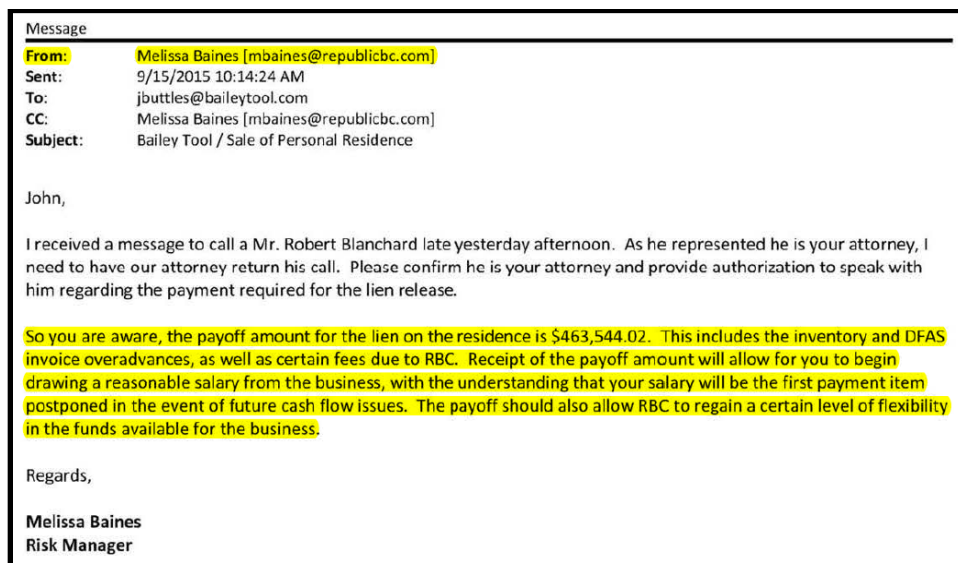 Message
From: Melissa Baines [mbaines@republicbc.com]
Sent: 9/15/2015 10:14:24 AM
To: jbuttles@baileytool.com
CC: Melissa Baines [mbaines@republicbc.com]
Subject: Bailey Tool / Sale of Personal Residence
John,
I received a message to call a Mr. Robert Blanchard late yesterday afternoon. As he represented he is your attorney, I
need to have our attorney return his call. Please confirm he is your attorney and provide authorization to speak with
him regarding the payment required for the lien release.
So you are aware, the payoff amount for the lien on the residence is $463,544.02. This includes the inventory and DFAS
invoice overadvances, as well as certain fees due to RBC. Receipt of the payoff amount will allow for you to begin
drawing a reasonable salary from the business, with the understanding that your salary will be the first payment item
postponed in the event of future cash flow issues. The payoff should also allow RBC to regain a certain level of flexibility
in the funds available for the business.
Regards,
Melissa Baines
Risk Manager